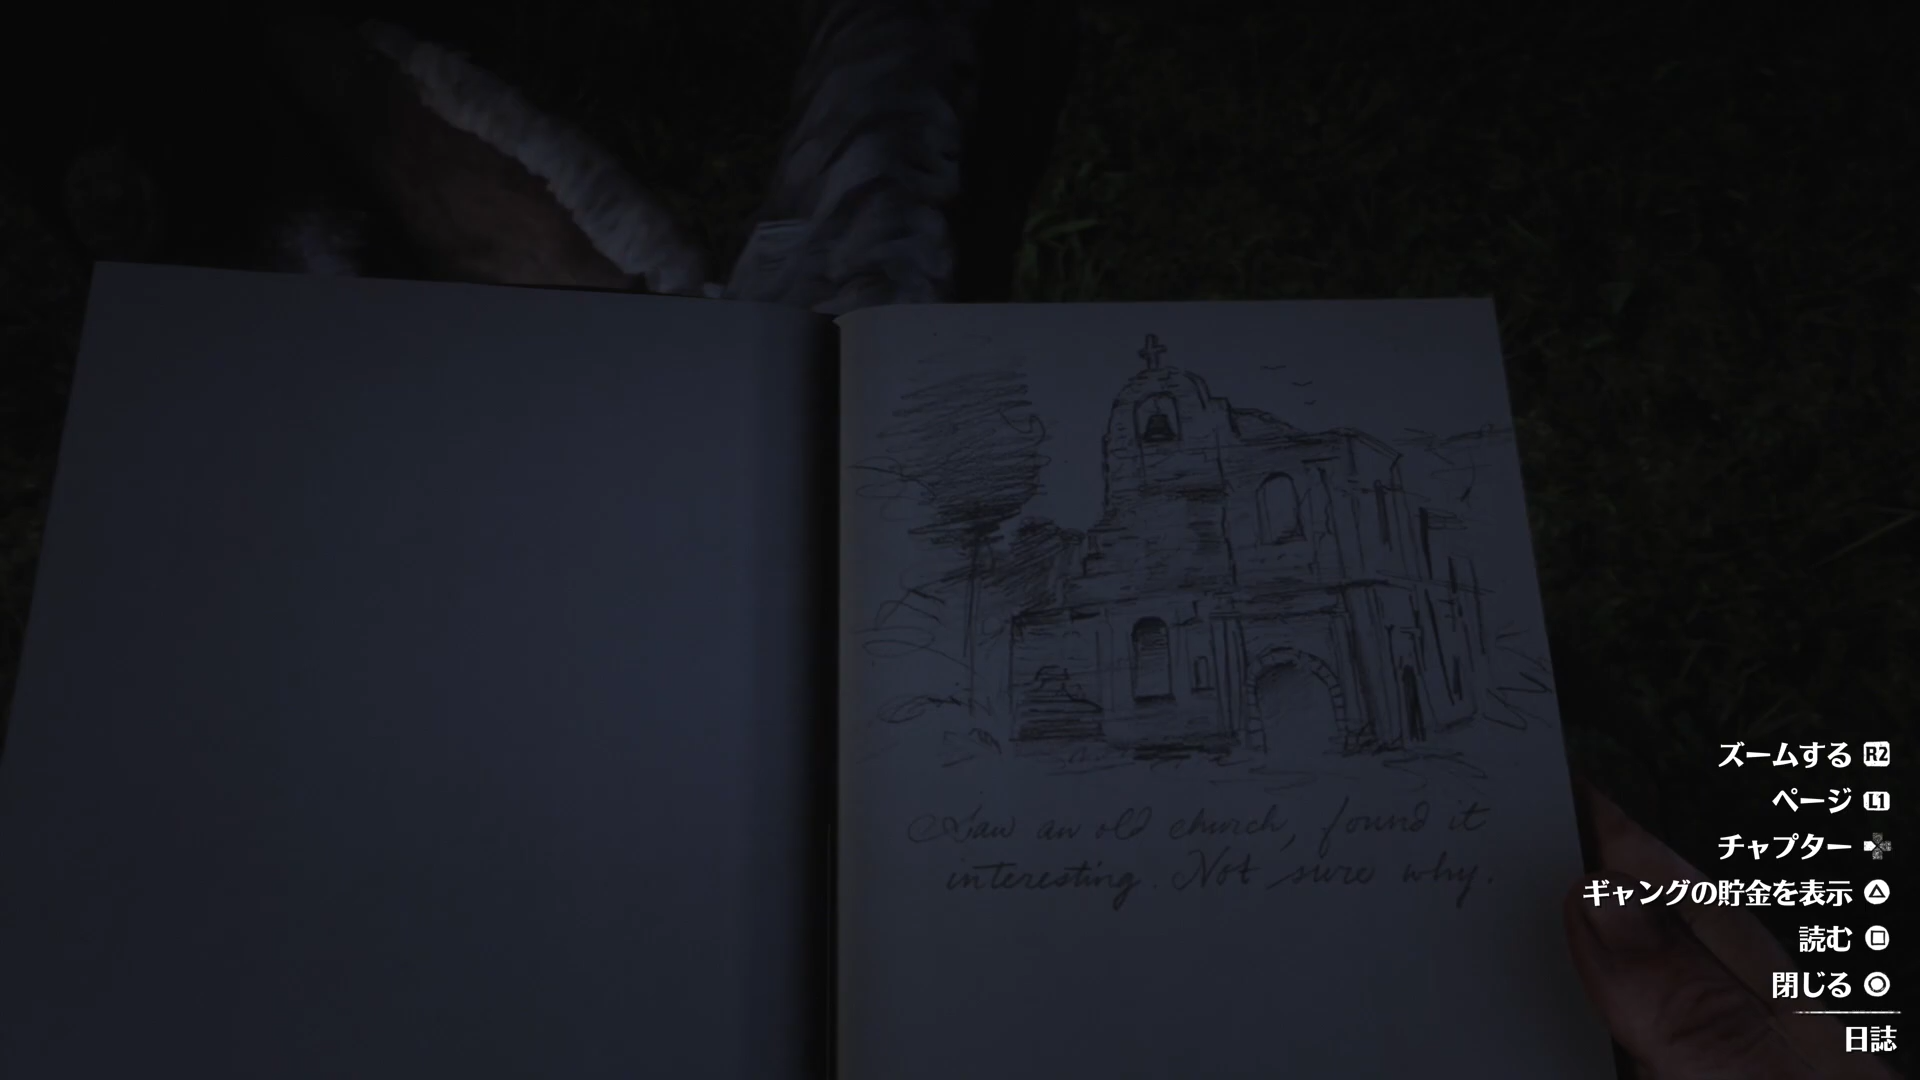 Saw an old church, found it
interesting. Not sure why.
ズームする R2
ページ L1
チャプター
ギャングの貯金を表示
読む
閉じる
日誌